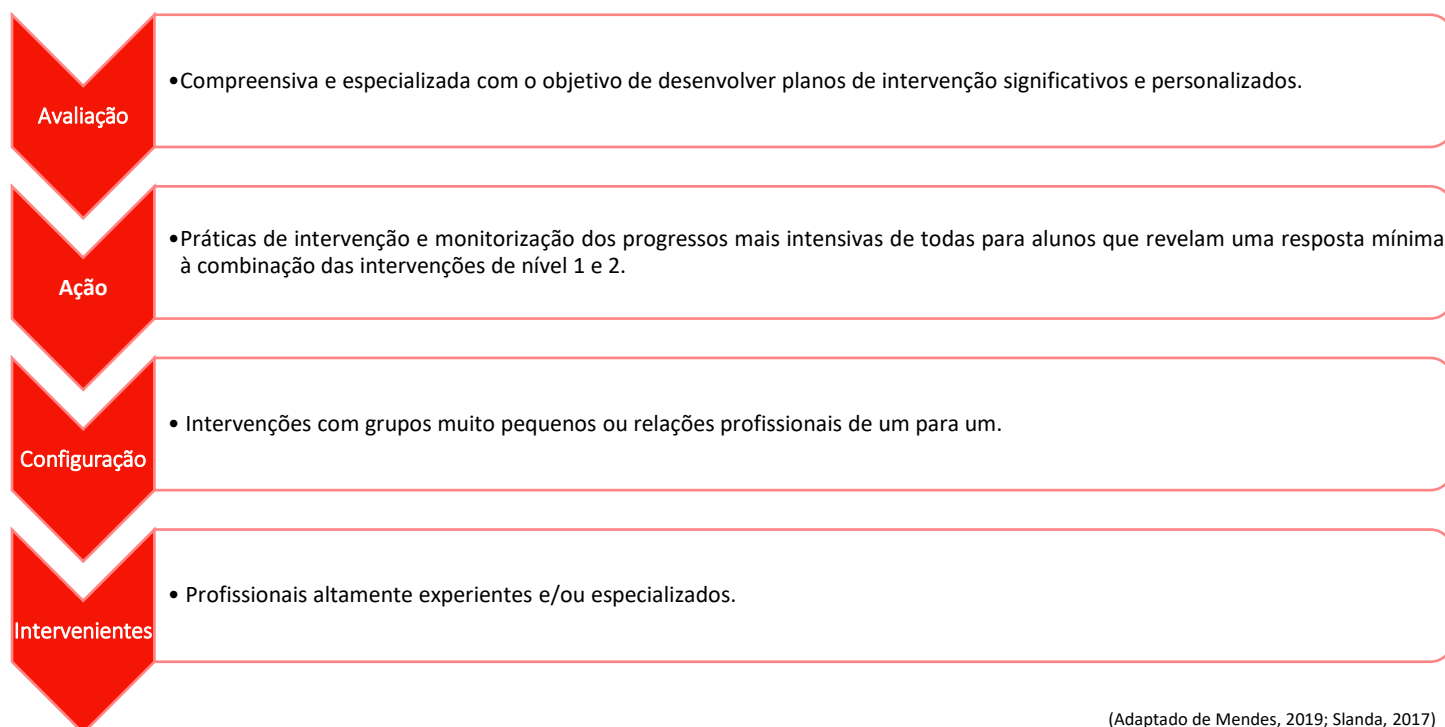 Avaliação
•Compreensiva e especializada com o objetivo de desenvolver planos de intervenção significativos e personalizados.
Ação
•Práticas de intervenção e monitorização dos progressos mais intensivas de todas para alunos que revelam uma resposta mínima
à combinação das intervenções de nível 1 e 2.
Configuração
• Intervenções com grupos muito pequenos ou relações profissionais de um para um.
Intervenientes
• Profissionais altamente experientes e/ou especializados.
(Adaptado de Mendes, 2019; Slanda, 2017)